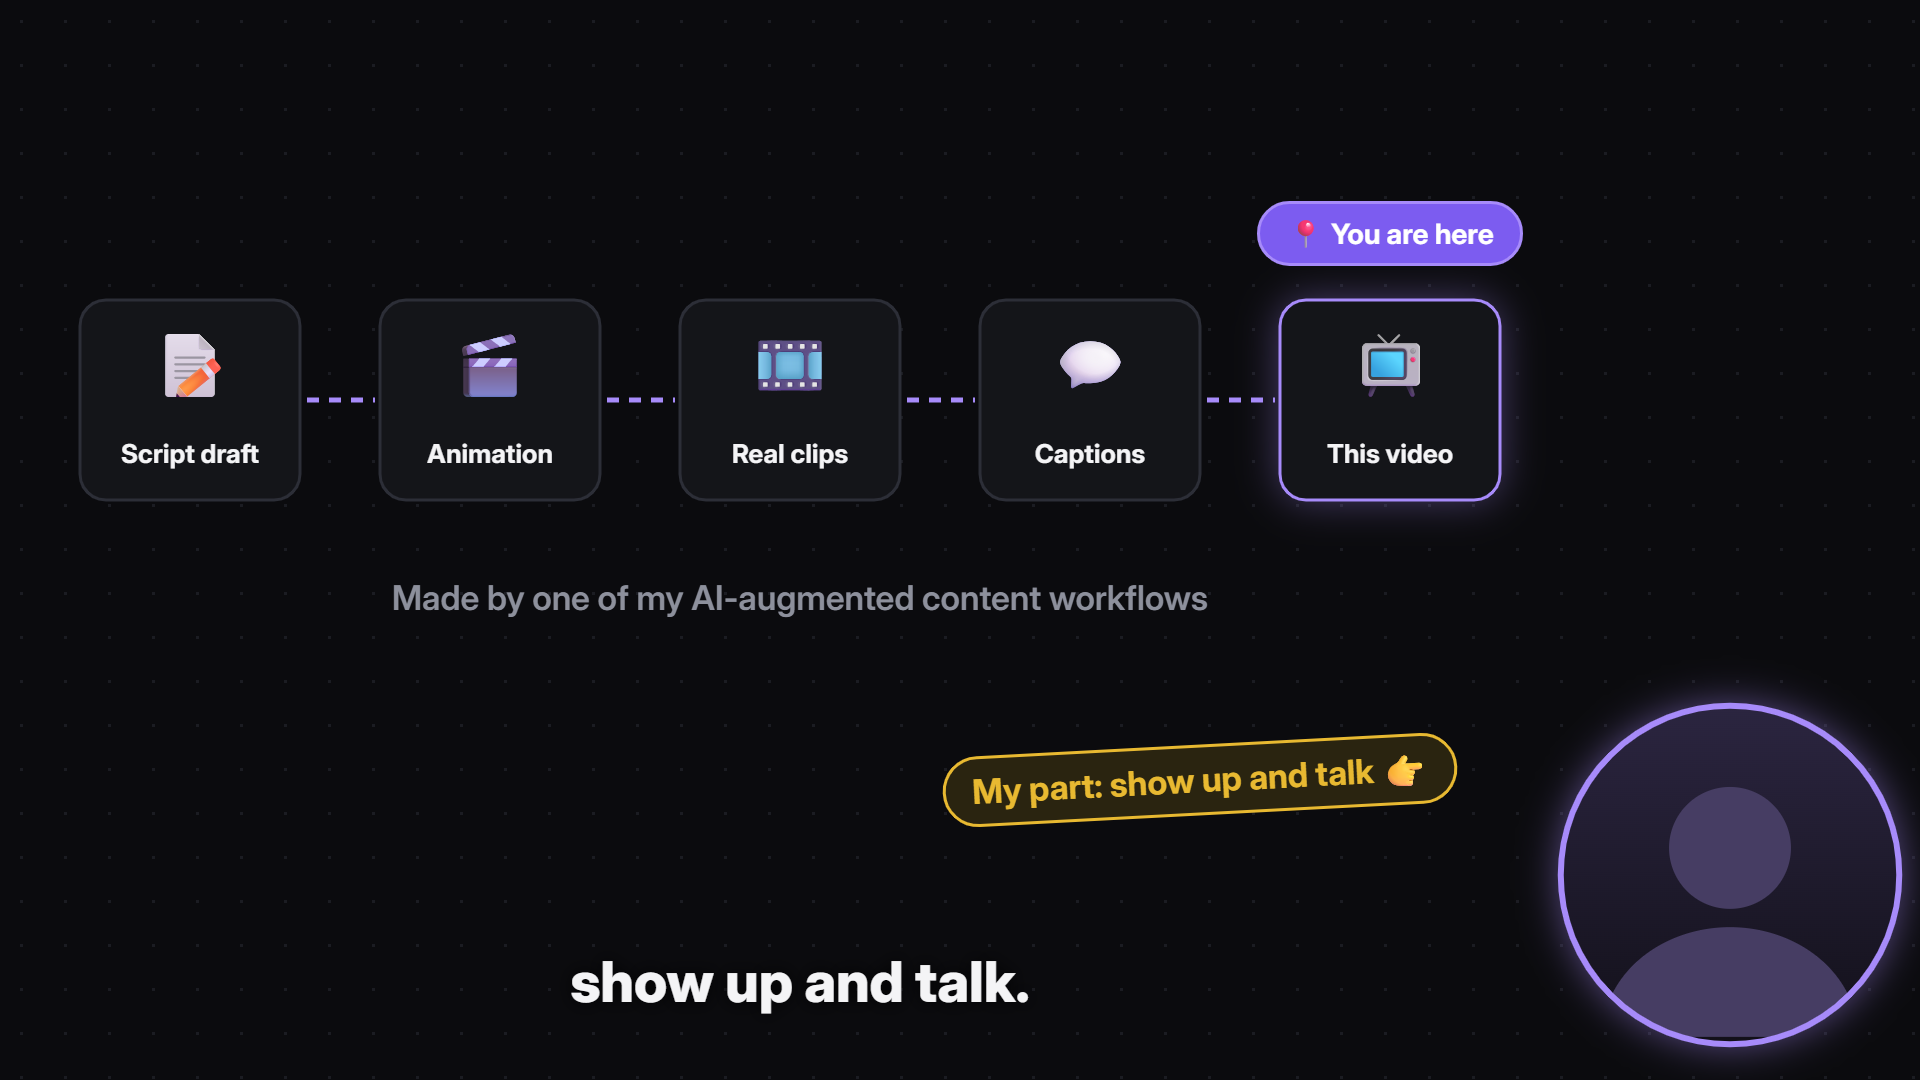 📍 You are here
Script draft
Animation
Real clips
Captions
This video
Made by one of my AI-augmented content workflows
My part: show up and talk 👉
show up and talk.